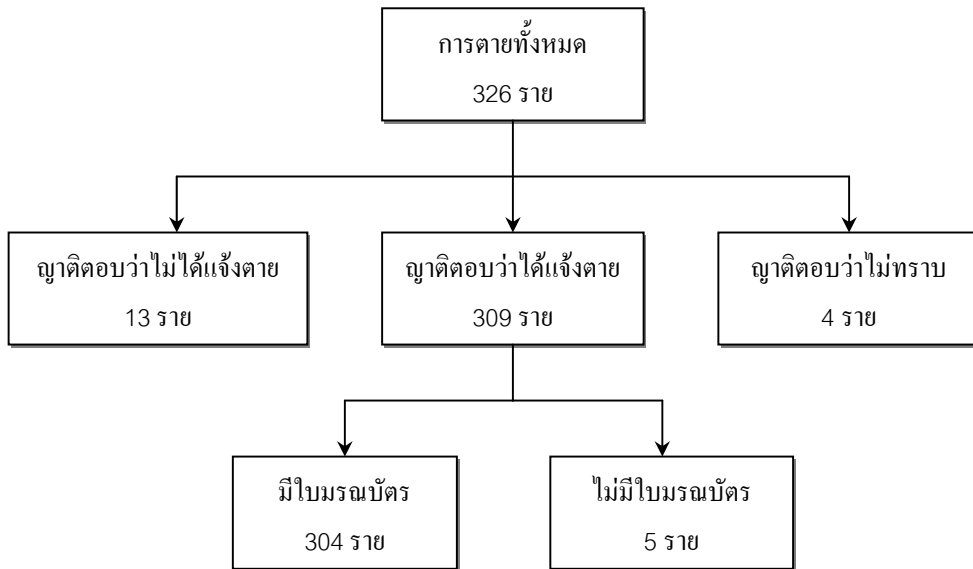 การตายทั้งหมด
326 ราย
ญาติตอบว่าไม่ได้แจ้งตาย
13 ราย
ญาติตอบว่าได้แจ้งตาย
309 ราย
ญาติตอบว่าไม่ทราบ
4 ราย
มีใบมรณบัตร
304 ราย
ไม่มีใบมรณบัตร
5 ราย